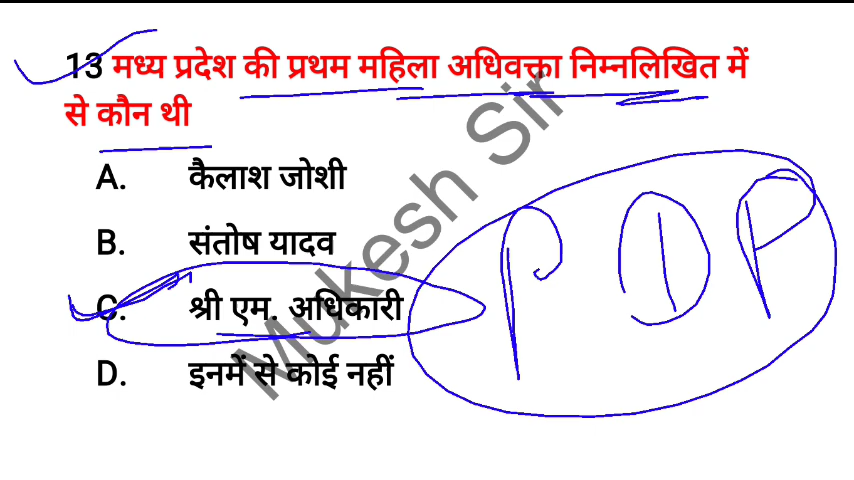 13 मध्य प्रदेश की प्रथम महिला अधिवक्ता निम्नलिखित में
से कौन थी
A. कैलाश जोशी
B. संतोष यादव
C. श्री एम. अधिकारी
D. इनमें से कोई नहीं
PDP
Mukesh Sir